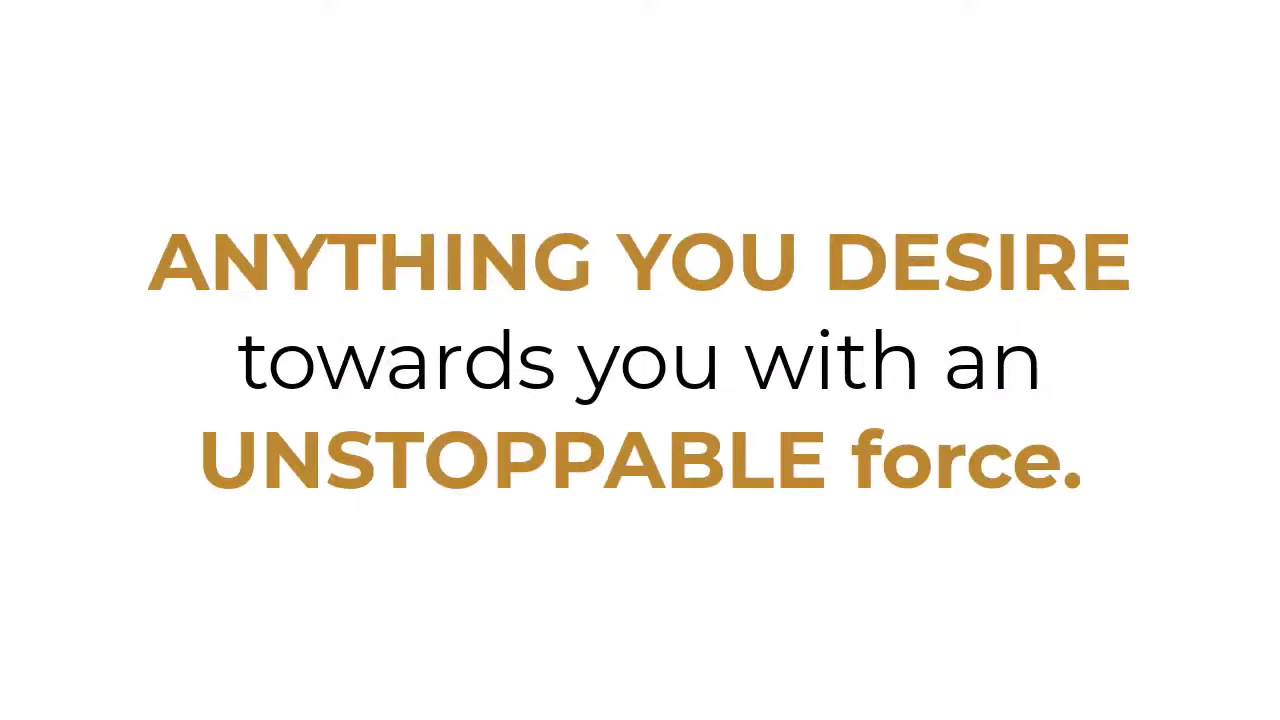 ANYTHING YOU DESIRE
towards you with an
UNSTOPPABLE force.